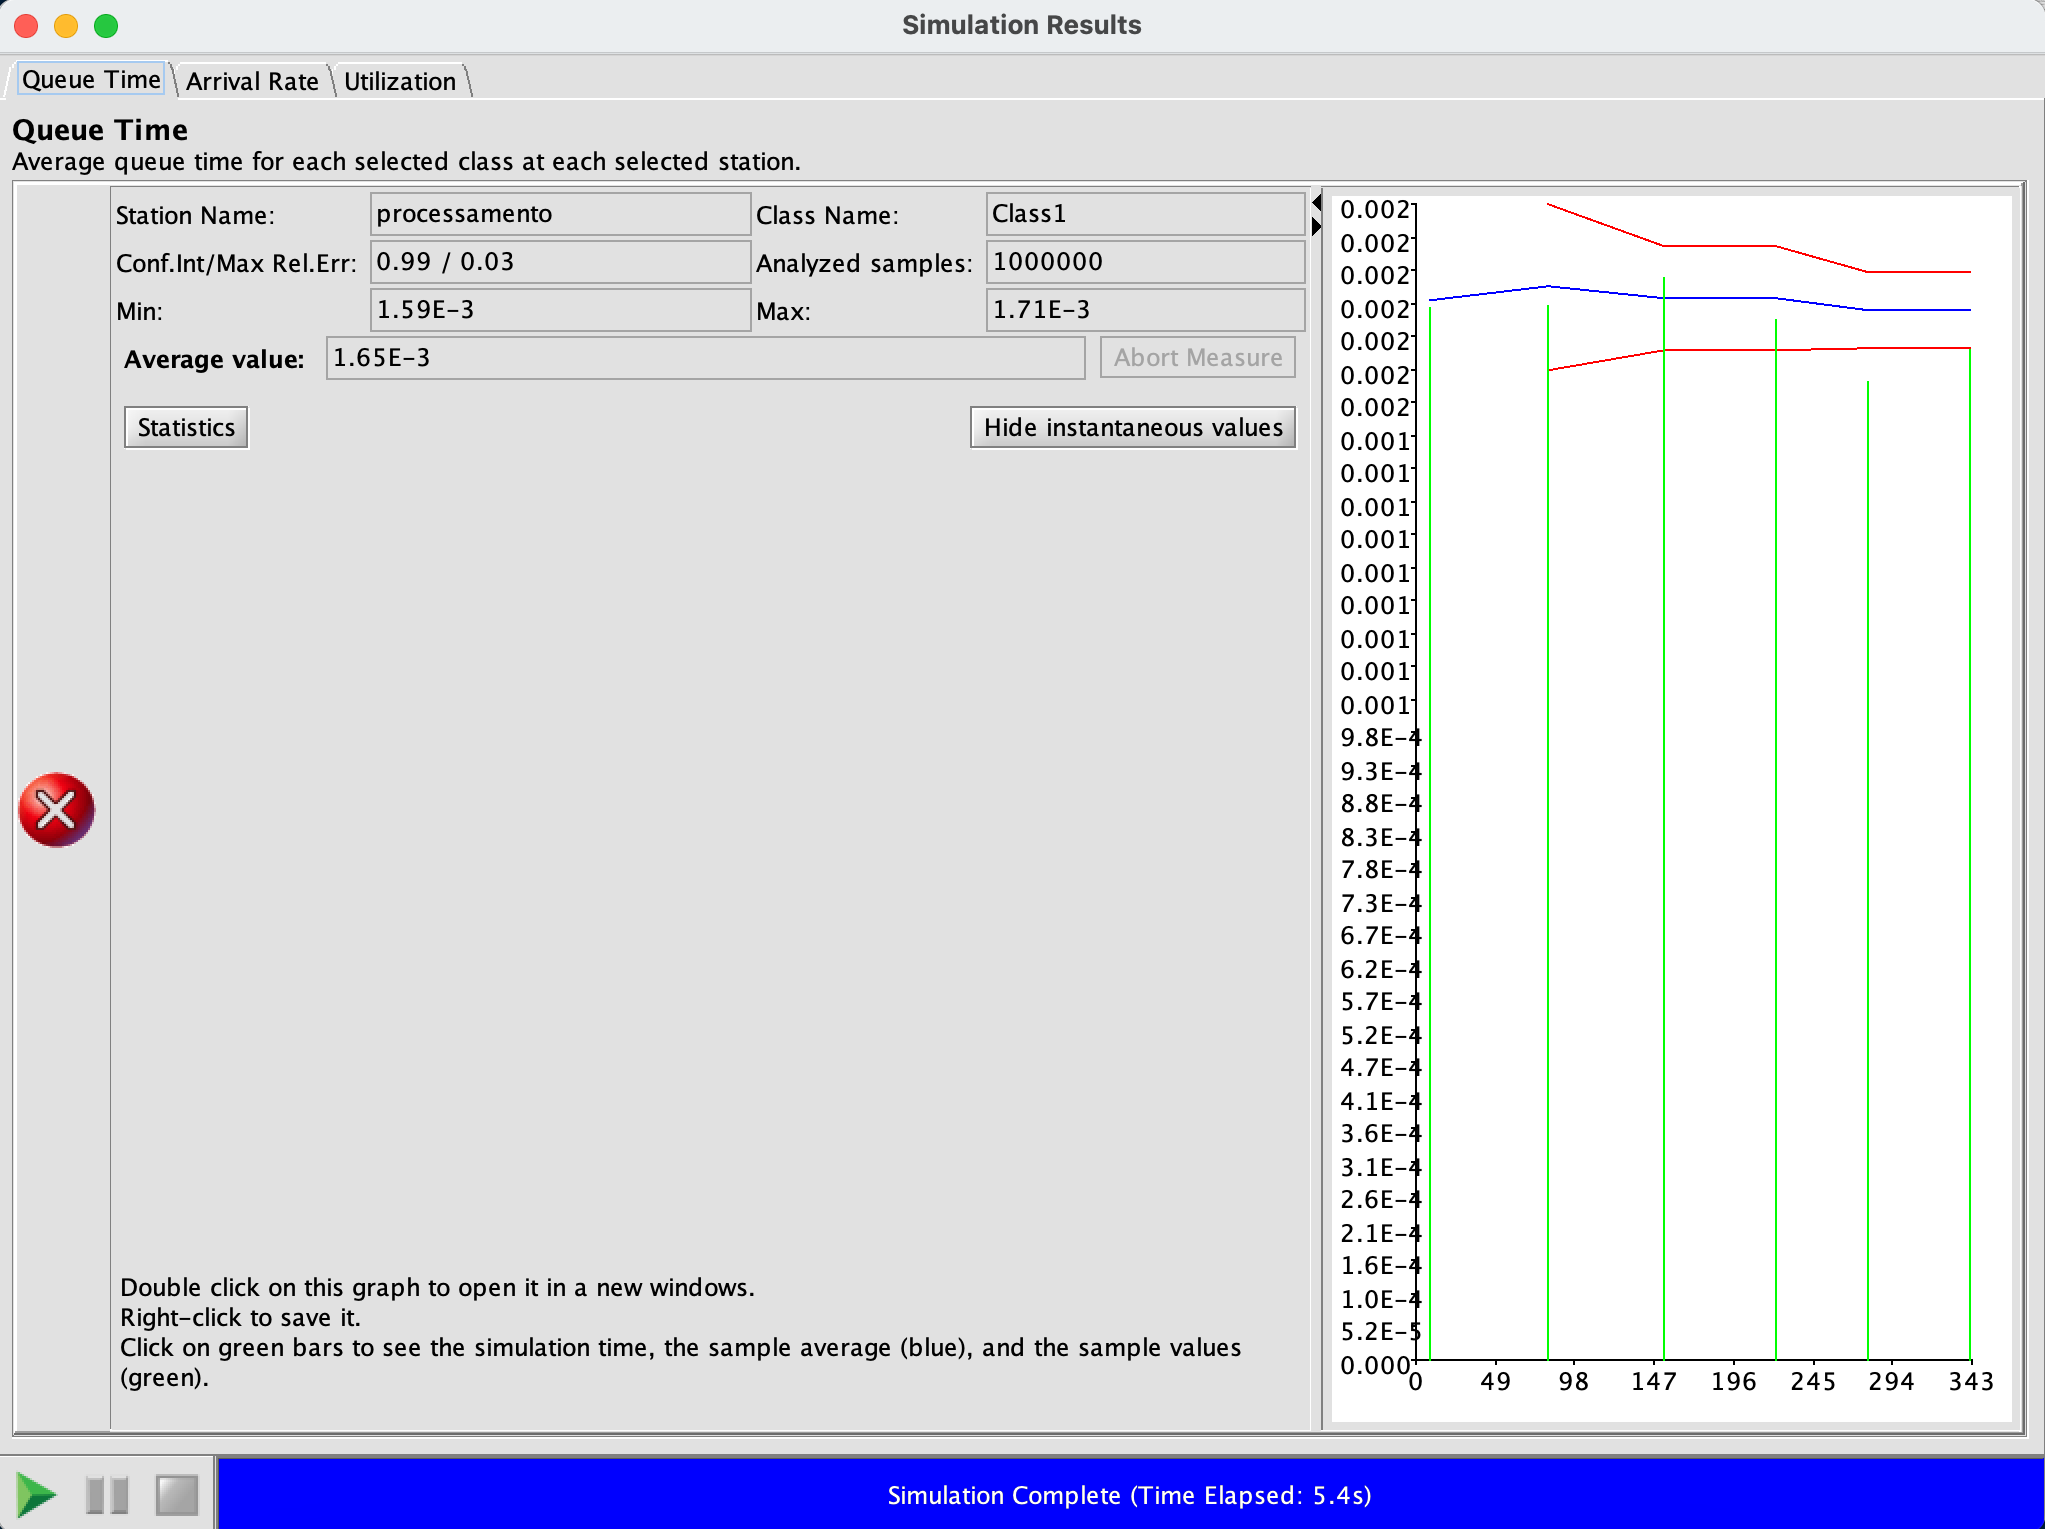 Simulation Results
Queue Time
Arrival Rate
Utilization
Queue Time
Average queue time for each selected class at each selected station.
Station Name: processamento Class Name: Class1
Conf.Int/Max Rel.Err: 0.99 / 0.03 Analyzed samples: 1000000
Min: 1.59E-3 Max: 1.71E-3
Average value: 1.65E-3 Abort Measure
Statistics Hide instantaneous values
Double click on this graph to open it in a new windows.
Right-click to save it.
Click on green bars to see the simulation time, the sample average (blue), and the sample values
(green).
0.002
0.002
0.002
0.002
0.002
0.002
0.002
0.001
0.001
0.001
0.001
0.001
0.001
0.001
0.001
0.001
9.8E-4
9.3E-4
8.8E-4
8.3E-4
7.8E-4
7.3E-4
6.7E-4
6.2E-4
5.7E-4
5.2E-4
4.7E-4
4.1E-4
3.6E-4
3.1E-4
2.6E-4
2.1E-4
1.6E-4
1.0E-4
5.2E-5
0.000
0 49 98 147 196 245 294 343
Simulation Complete (Time Elapsed: 5.4s)